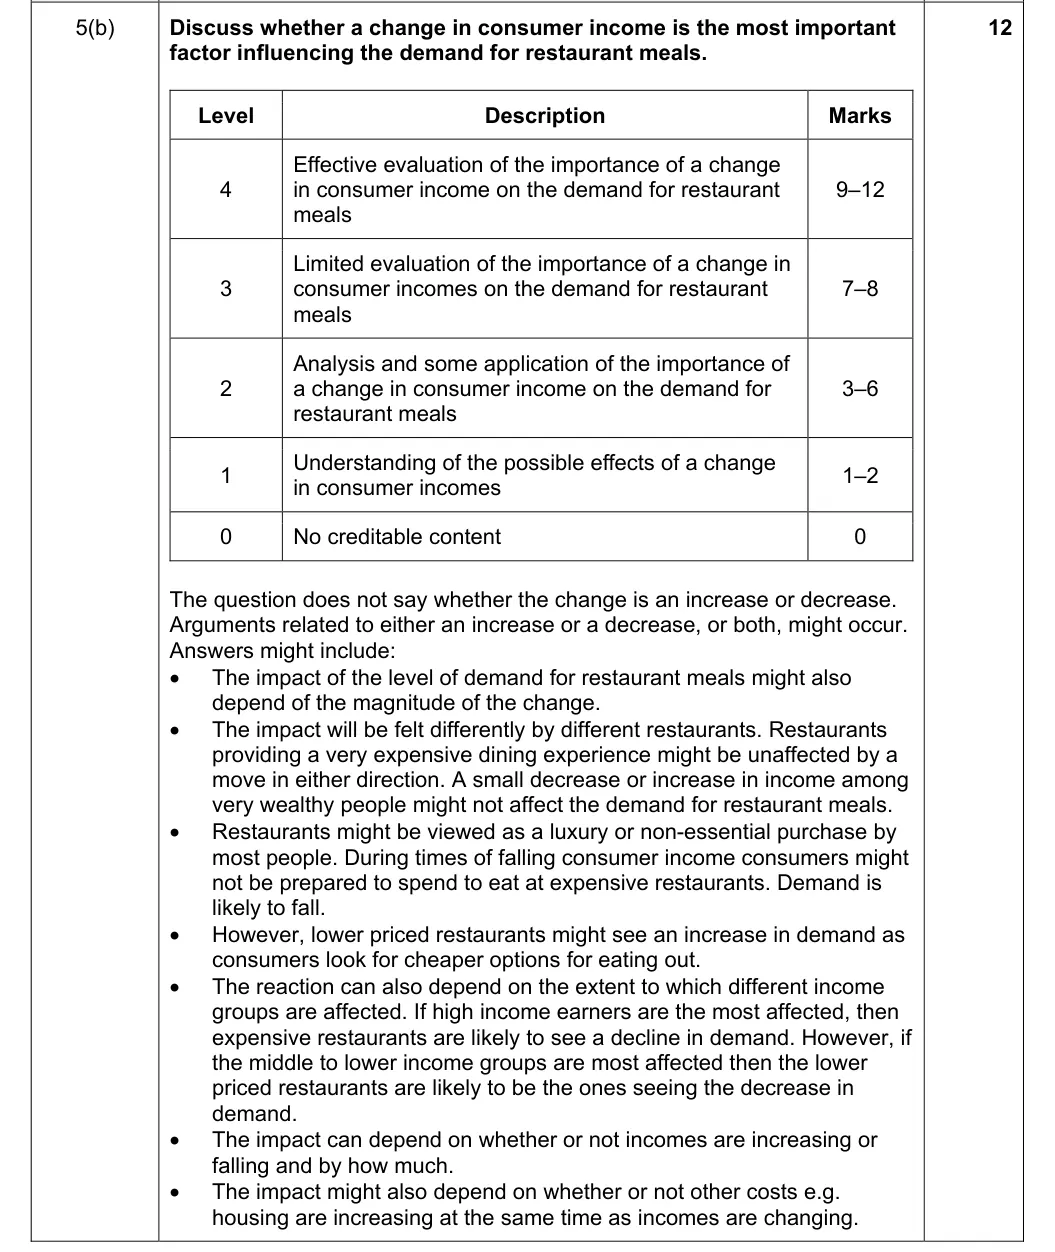 5(b)
Discuss whether a change in consumer income is the most important
12
factor influencing the demand for restaurant meals.
Level
Description
Marks
4
Effective evaluation of the importance of a change
in consumer income on the demand for restaurant
meals
9–12
3
Limited evaluation of the importance of a change in
consumer incomes on the demand for restaurant
meals
7–8
2
Analysis and some application of the importance of
a change in consumer income on the demand for
restaurant meals
3–6
1
Understanding of the possible effects of a change
in consumer incomes
1–2
0
No creditable content
0
The question does not say whether the change is an increase or decrease.
Arguments related to either an increase or a decrease, or both, might occur.
Answers might include:
• The impact of the level of demand for restaurant meals might also
depend of the magnitude of the change.
• The impact will be felt differently by different restaurants. Restaurants
providing a very expensive dining experience might be unaffected by a
move in either direction. A small decrease or increase in income among
very wealthy people might not affect the demand for restaurant meals.
• Restaurants might be viewed as a luxury or non-essential purchase by
most people. During times of falling consumer income consumers might
not be prepared to spend to eat at expensive restaurants. Demand is
likely to fall.
• However, lower priced restaurants might see an increase in demand as
consumers look for cheaper options for eating out.
• The reaction can also depend on the extent to which different income
groups are affected. If high income earners are the most affected, then
expensive restaurants are likely to see a decline in demand. However, if
the middle to lower income groups are most affected then the lower
priced restaurants are likely to be the ones seeing the decrease in
demand.
• The impact can depend on whether or not incomes are increasing or
falling and by how much.
• The impact might also depend on whether or not other costs e.g.
housing are increasing at the same time as incomes are changing.